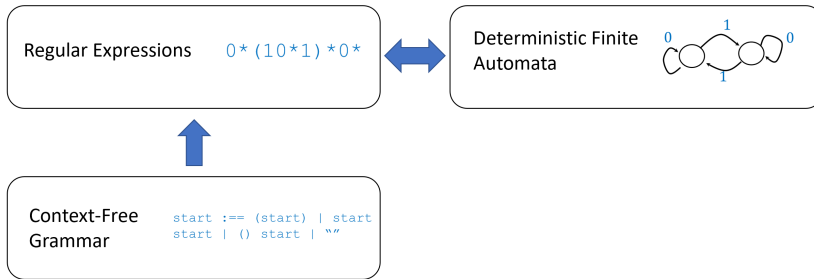 Regular Expressions 0*(10*1)*0*
Deterministic Finite
Automata
1
0
0
1
Context-Free
Grammar
start :== (start) | start
start | () start | “”